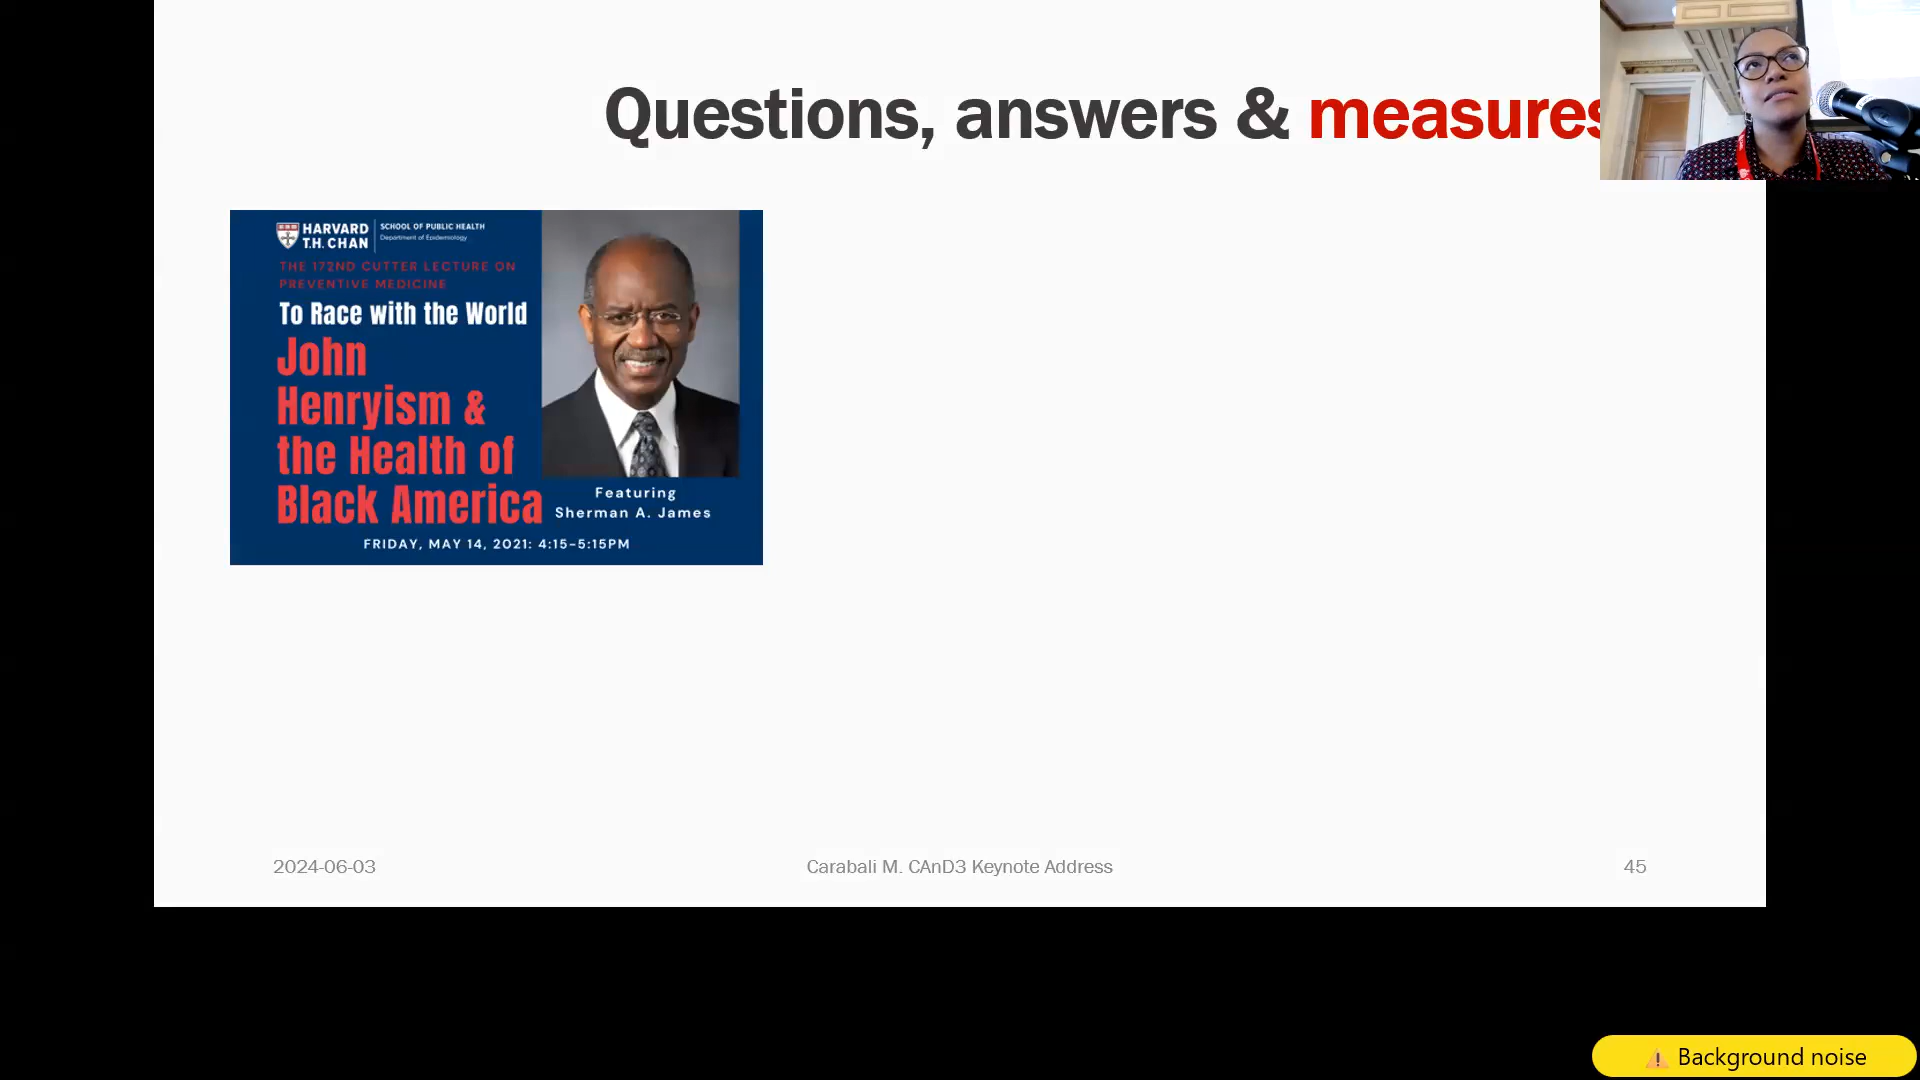 Questions, answers & measures
HARVARD
T.H. CHAN
SCHOOL OF PUBLIC HEALTH
Department of Epidemiology
THE 172ND CUTTER LECTURE ON
PREVENTIVE MEDICINE
To Race with the World
John
Henryism &
the Health of
Black America
Featuring
Sherman A. James
FRIDAY, MAY 14, 2021: 4:15-5:15PM
2024-06-03
Carabali M. CAnD3 Keynote Address
45
Background noise